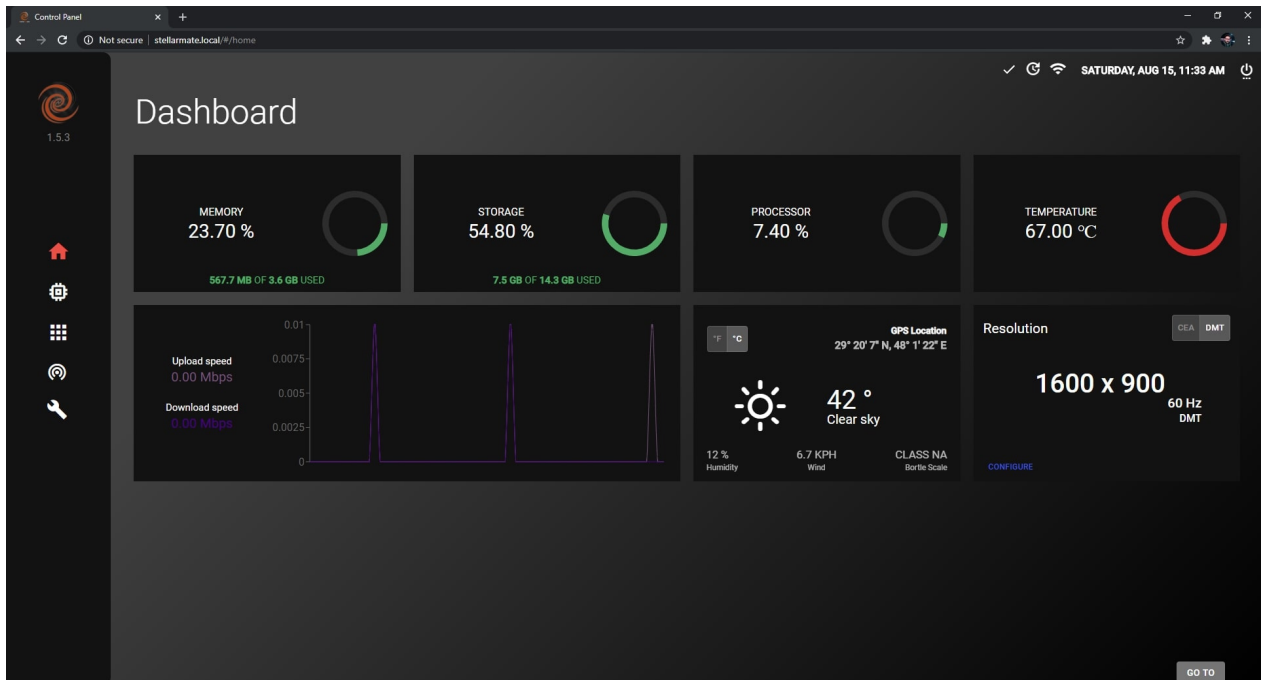 Control Panel
Not secure | stellarmate.local/#/home
SATURDAY, AUG 15, 11:33 AM
1.5.3
Dashboard
MEMORY
23.70 %
567.7 MB OF 3.6 GB USED
STORAGE
54.80 %
7.5 GB OF 14.3 GB USED
PROCESSOR
7.40 %
TEMPERATURE
67.00 °C
Upload speed
0.00 Mbps
Download speed
0.00 Mbps
0.01
0.0075
0.005
0.0025
0
°F °C
GPS Location
29° 20' 7" N, 48° 1' 22" E
42 °
Clear sky
12 %
Humidity
6.7 KPH
Wind
CLASS NA
Bortle Scale
Resolution
CEA DMT
1600 x 900
60 Hz
DMT
CONFIGURE
GO TO